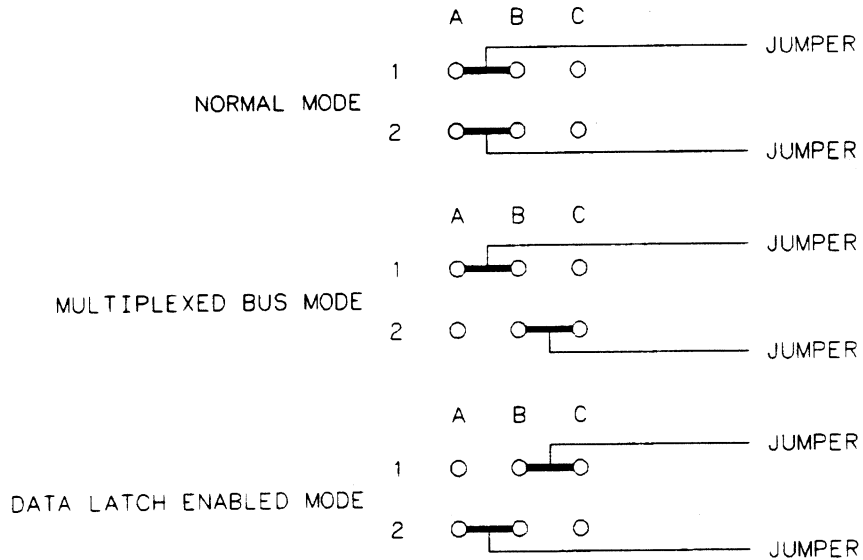 A B C
JUMPER
1
NORMAL MODE
2
JUMPER
A B C
JUMPER
1
MULTIPLEXED BUS MODE
2
JUMPER
A B C
JUMPER
1
DATA LATCH ENABLED MODE
2
JUMPER